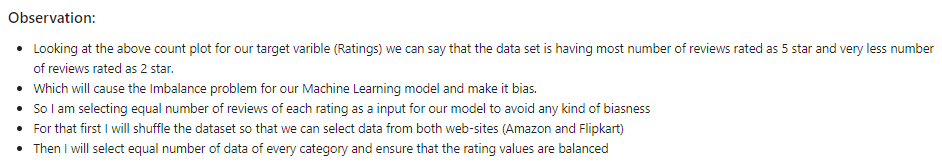 Observation:
• Looking at the above count plot for our target varible (Ratings) we can say that the data set is having most number of reviews rated as 5 star and very less number
of reviews rated as 2 star.
• Which will cause the Imbalance problem for our Machine Learning model and make it bias.
• So I am selecting equal number of reviews of each rating as a input for our model to avoid any kind of biasness
• For that first I will shuffle the dataset so that we can select data from both web-sites (Amazon and Flipkart)
• Then I will select equal number of data of every category and ensure that the rating values are balanced